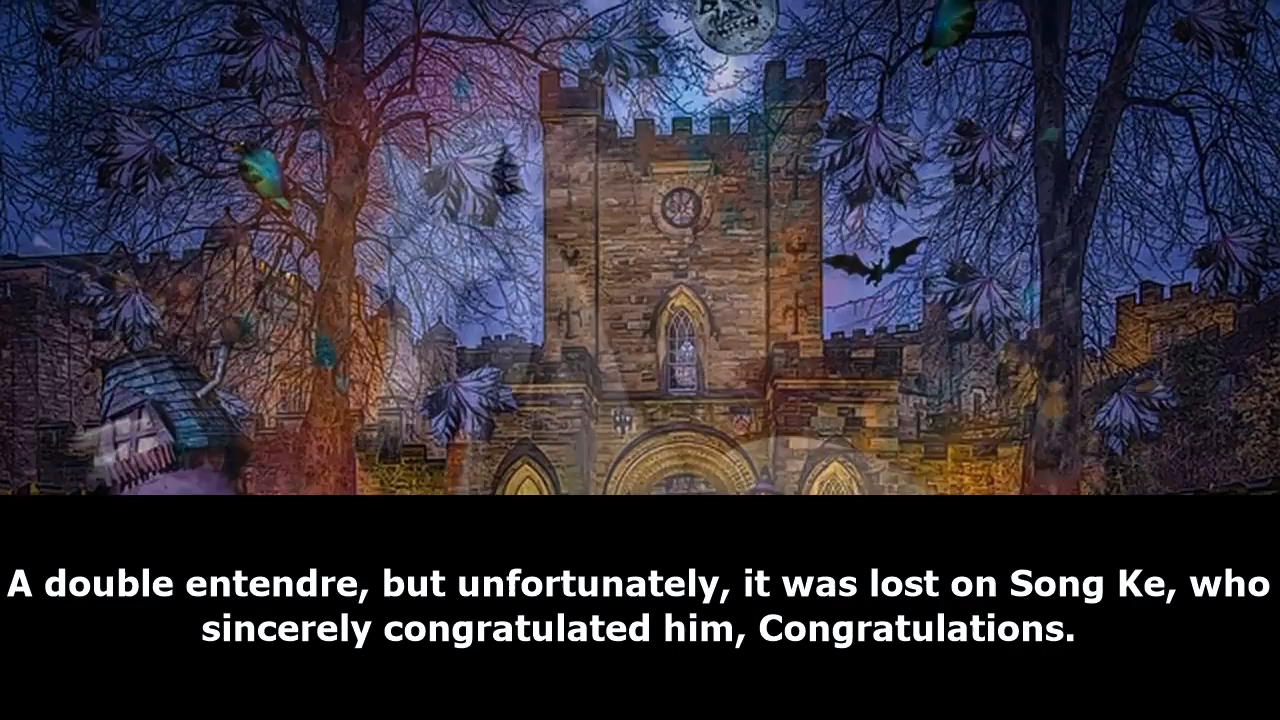 A double entendre, but unfortunately, it was lost on Song Ke, who
sincerely congratulated him, Congratulations.